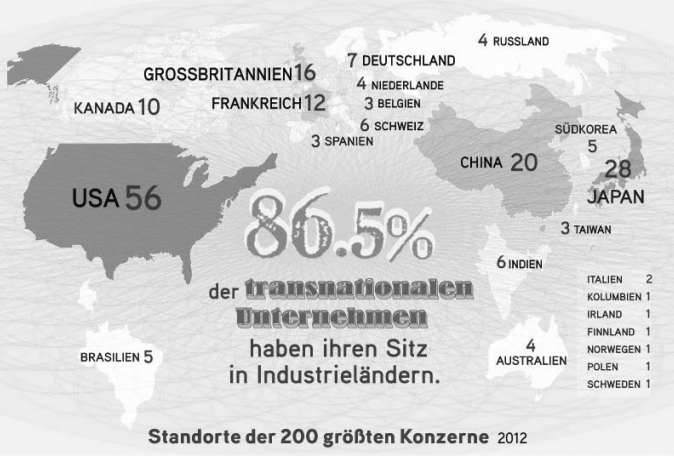 4 RUSSLAND
7 DEUTSCHLAND
GROSSBRITANNIEN 16
4 NIEDERLANDE
KANADA 10
FRANKREICH 12
3 BELGIEN
6 SCHWEIZ
3 SPANIEN
SÜDKOREA
5
CHINA 20
28
JAPAN
USA 56
3 TAIWAN
86.5%
6 INDIEN
der transnationalen
Unternehmen
haben ihren Sitz
in Industrieländern.
ITALIEN 2
KOLUMBIEN 1
IRLAND 1
FINNLAND 1
NORWEGEN 1
POLEN 1
SCHWEDEN 1
BRASILIEN 5
4
AUSTRALIEN
Standorte der 200 größten Konzerne 2012